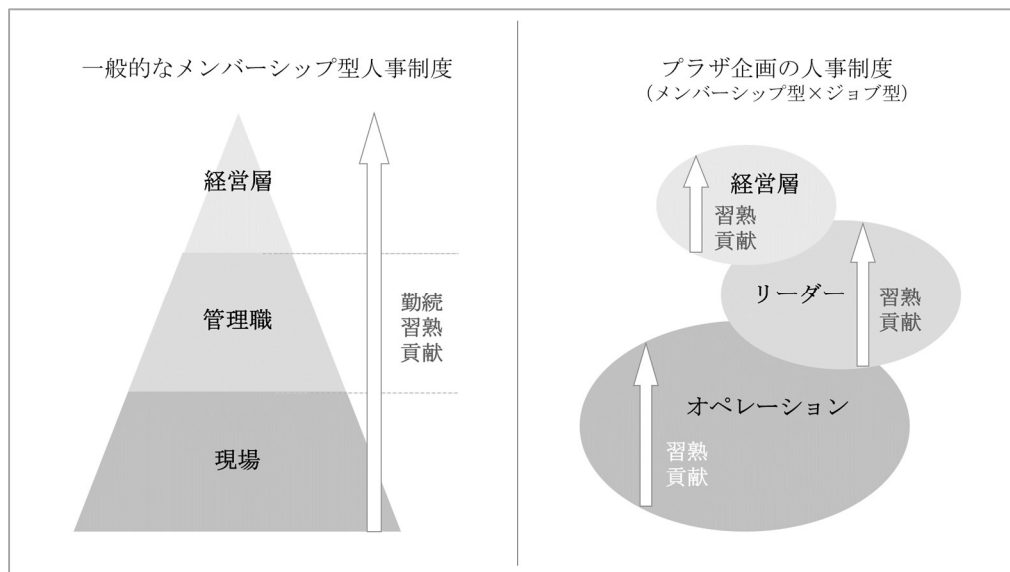 一般的なメンバーシップ型人事制度
経営層
管理職
現場
勤続
習熟
貢献
プラザ企画の人事制度
（メンバーシップ型×ジョブ型）
経営層
習熟
貢献
リーダー
習熟
貢献
オペレーション
習熟
貢献